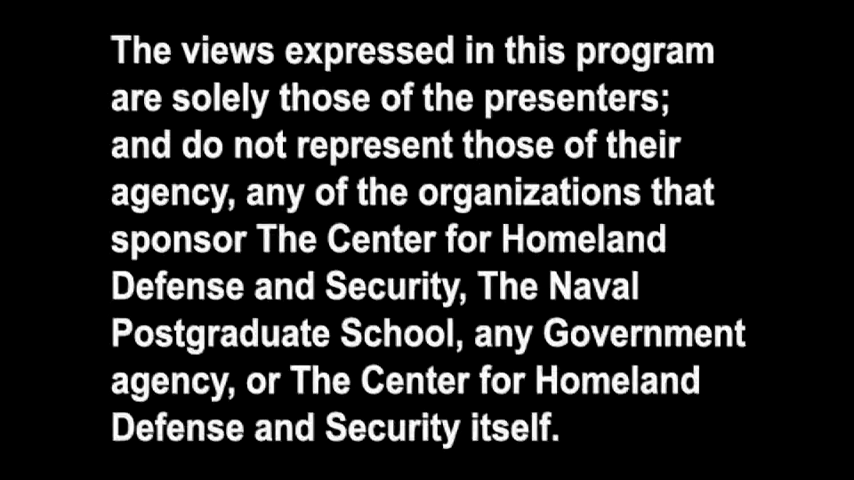 The views expressed in this program
are solely those of the presenters;
and do not represent those of their
agency, any of the organizations that
sponsor The Center for Homeland
Defense and Security, The Naval
Postgraduate School, any Government
agency, or The Center for Homeland
Defense and Security itself.